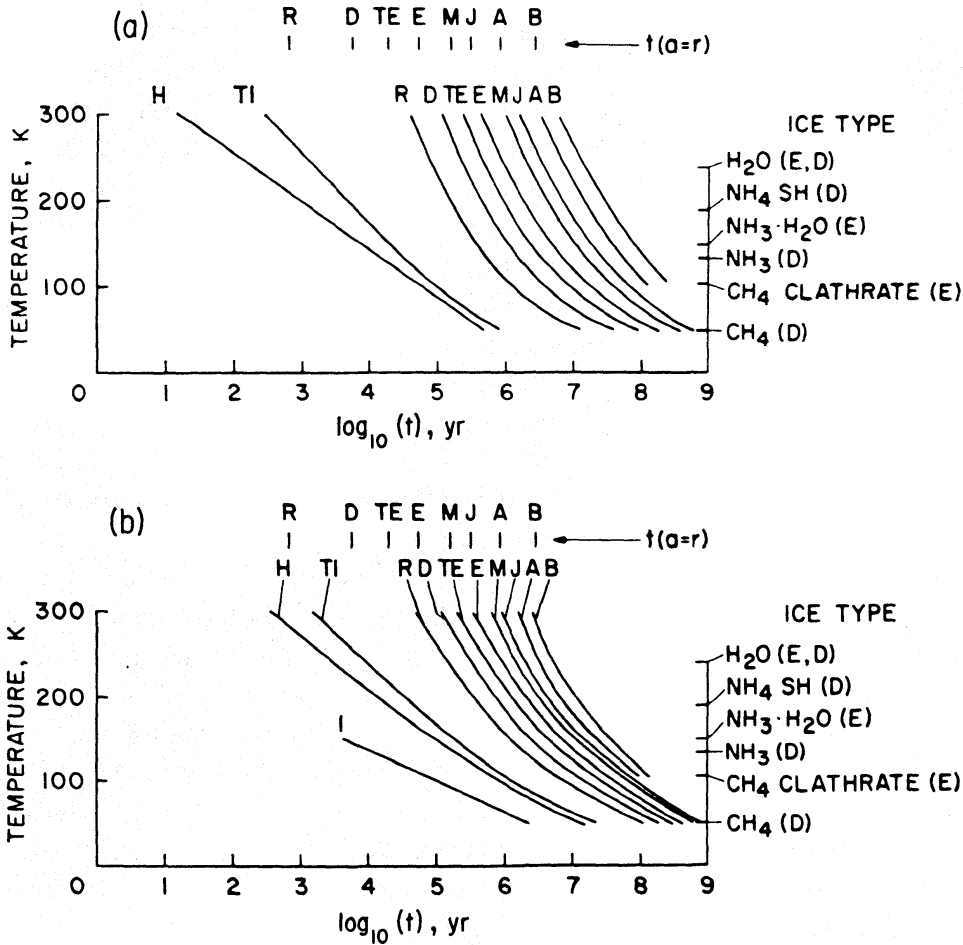 (a)
R D TE E M J A B
t(a=r)
H TI R D TE E M J A B
ICE TYPE
300
200
100
0
TEMPERATURE, K
H₂O (E,D)
NH₄ SH (D)
NH₃·H₂O (E)
NH₃ (D)
CH₄ CLATHRATE (E)
CH₄ (D)
1 2 3 4 5 6 7 8 9
log₁₀ (t), yr
(b)
R D TE E M J A B
t(a=r)
H TI R D TE E M J A B
I
ICE TYPE
300
200
100
0
TEMPERATURE, K
H₂O (E,D)
NH₄ SH (D)
NH₃·H₂O (E)
NH₃ (D)
CH₄ CLATHRATE (E)
CH₄ (D)
1 2 3 4 5 6 7 8 9
log₁₀ (t), yr